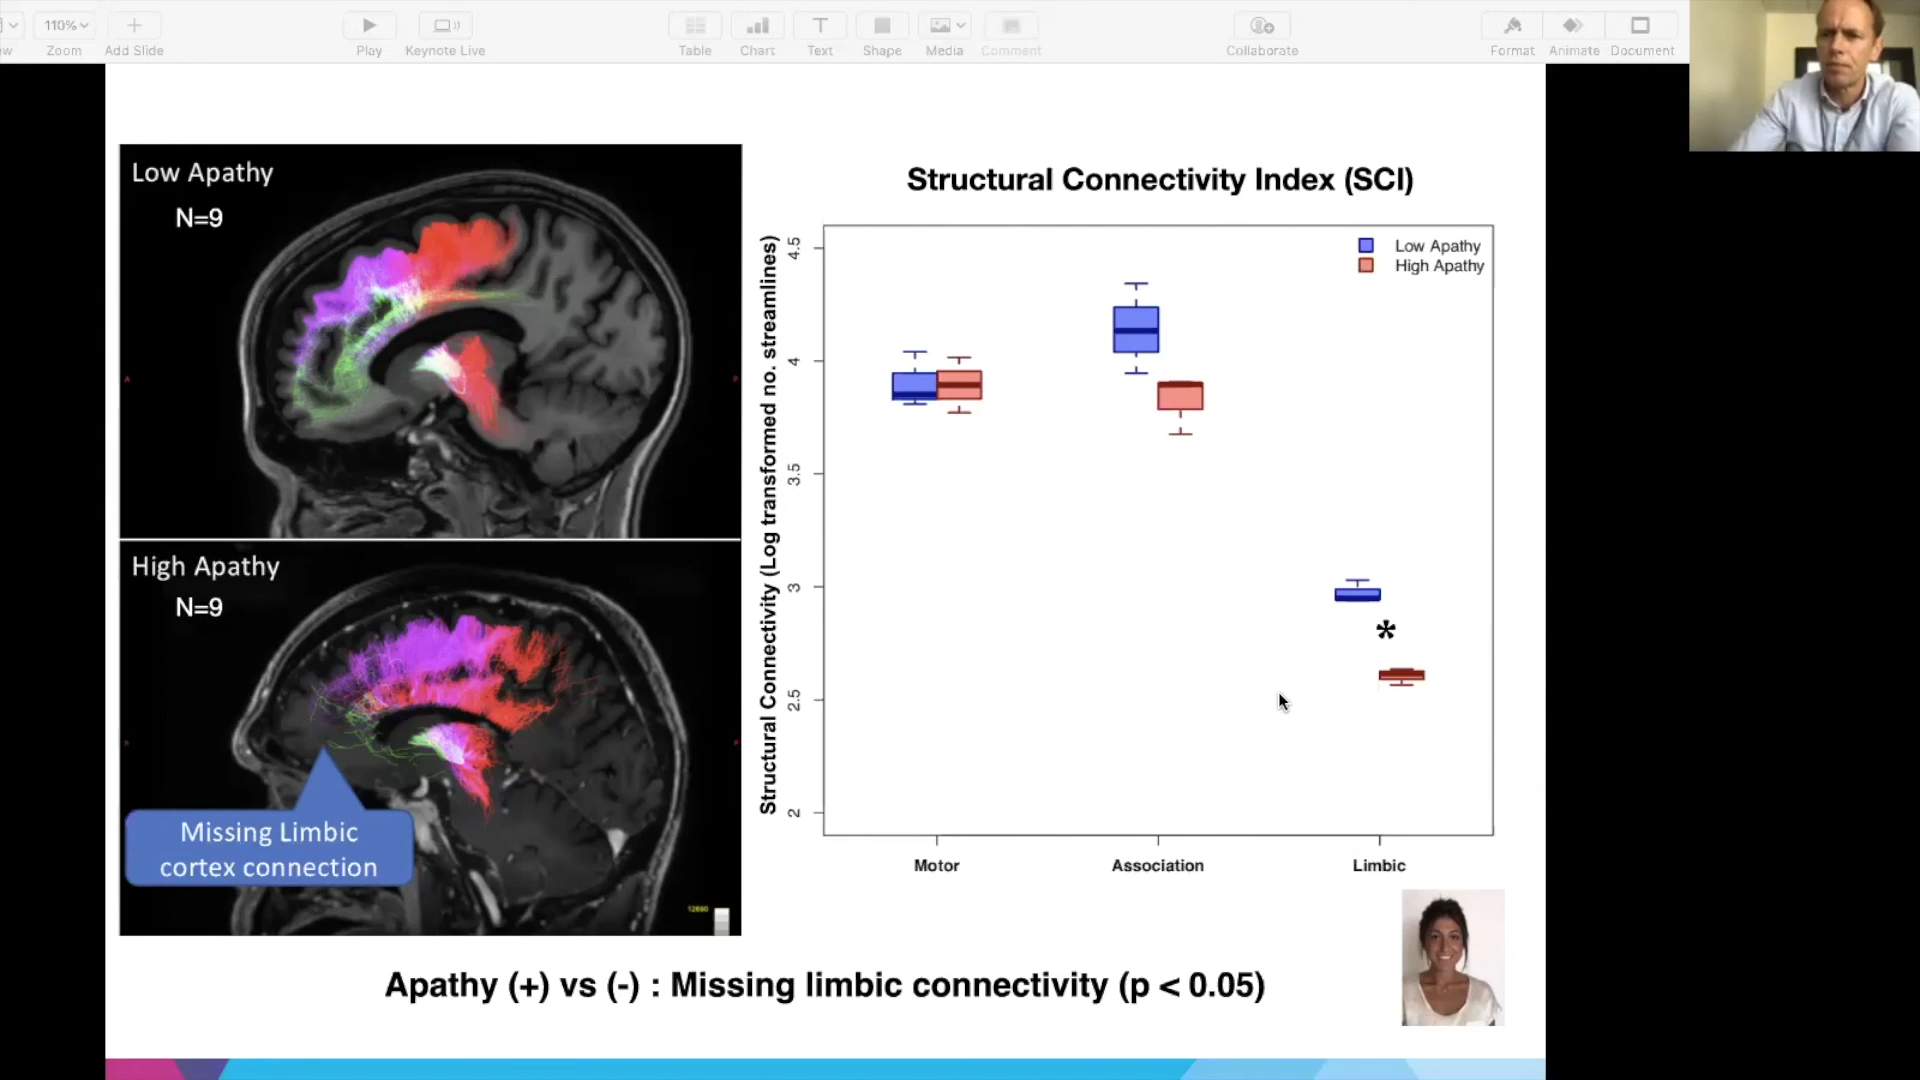 110%
Zoom
Add Slide
Play
Keynote Live
Table
Chart
Text
Shape
Media
Comment
Collaborate
Format
Animate
Document
Low Apathy
N=9
High Apathy
N=9
Missing Limbic
cortex connection
12690
Structural Connectivity Index (SCI)
Structural Connectivity (Log transformed no. streamlines)
4.5
4
3.5
3
2.5
2
Low Apathy
High Apathy
*
Motor
Association
Limbic
Apathy (+) vs (-) : Missing limbic connectivity (p < 0.05)